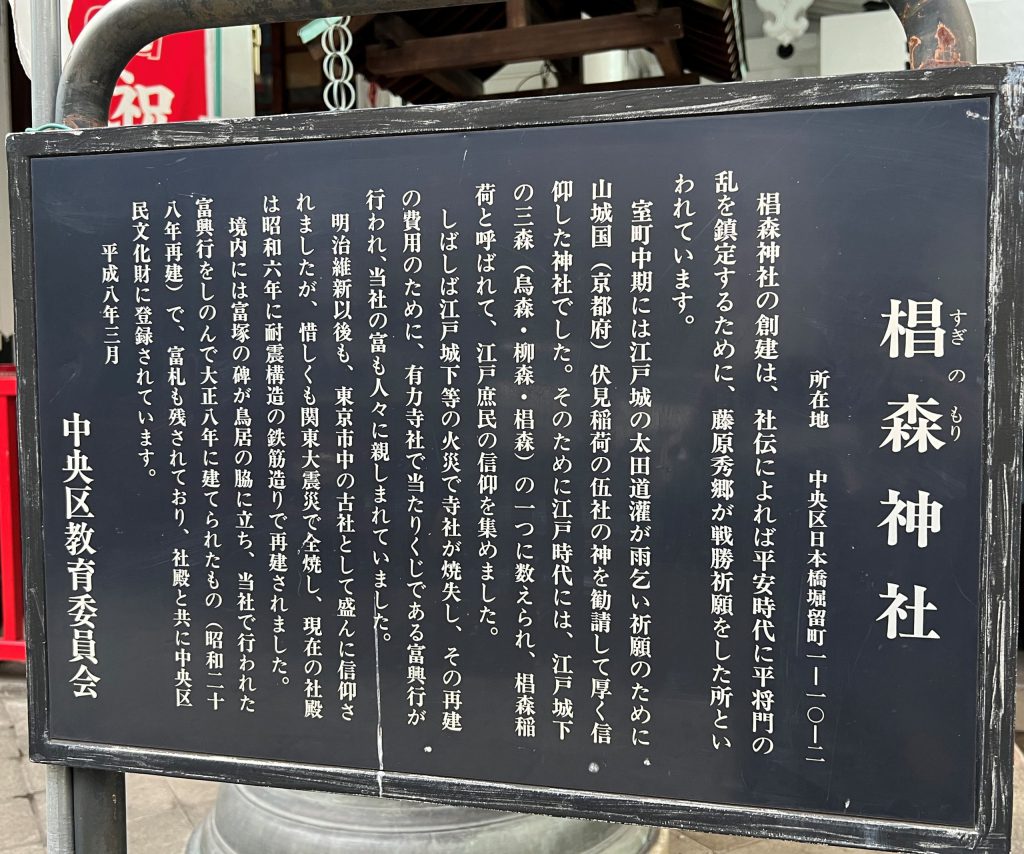 祝
椙森神社
すぎのもり
所在地 中央区日本橋堀留町一―一〇―二
椙森神社の創建は、社伝によれば平安時代に平将門の
乱を鎮定するために、藤原秀郷が戦勝祈願をした所とい
われています。
室町中期には江戸城の太田道灌が雨乞い祈願のために
山城国（京都府）伏見稲荷の伍社の神を勧請して厚く信
仰した神社でした。そのために江戸時代には、江戸城下
の三森（烏森・柳森・椙森）の一つに数えられ、椙森稲
荷と呼ばれて、江戸庶民の信仰を集めました。
しばしば江戸城下等の火災で寺社が焼失し、その再建
の費用のために、有力寺社で当たりくじである富興行が
行われ、当社の富も人々に親しまれていました。
明治維新以後も、東京市中の古社として盛んに信仰さ
れましたが、惜しくも関東大震災で全焼し、現在の社殿
は昭和六年に耐震構造の鉄筋造りで再建されました。
境内には富塚の碑が鳥居の脇に立ち、当社で行われた
富興行をしのんで大正八年に建てられたもの（昭和二十
八年再建）で、富札も残されており、社殿と共に中央区
民文化財に登録されています。
平成八年三月
中央区教育委員会